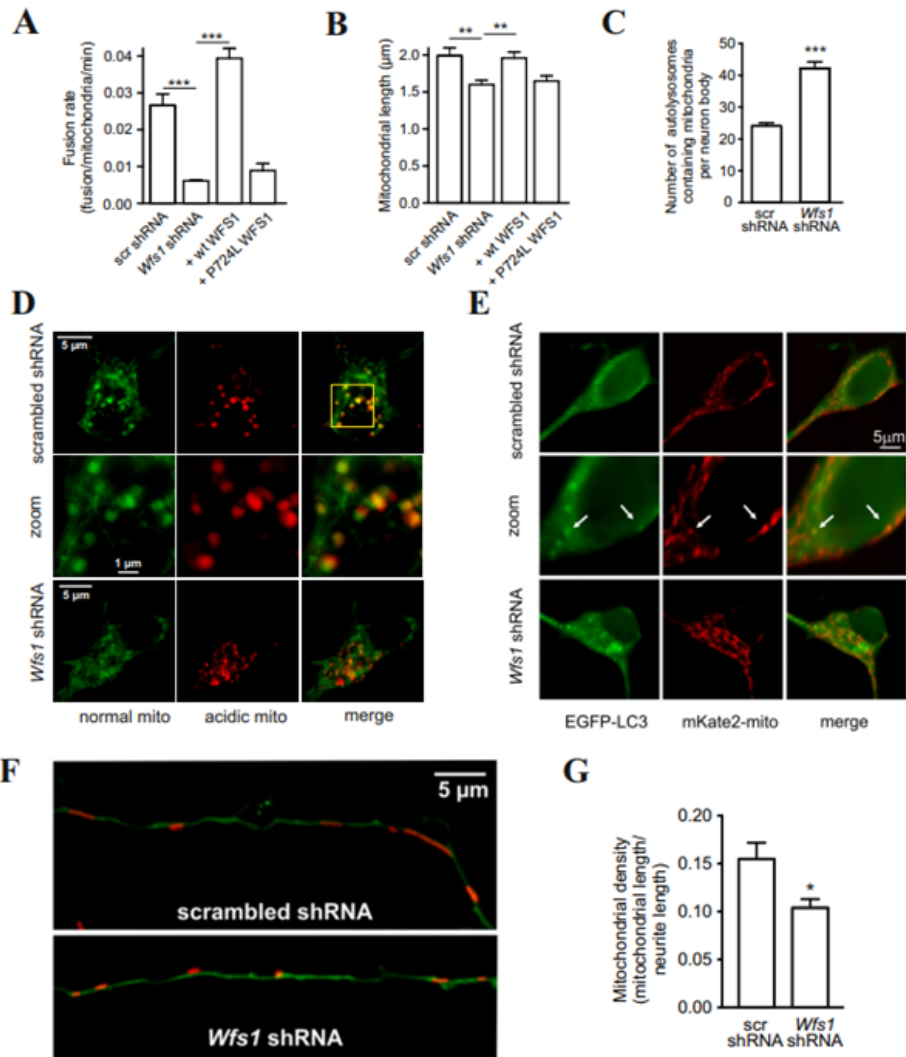 A
Fusion rate
(fusion/mitochondria/min)
0.04
0.03
0.02
0.01
0.00
***
***
scr shRNA
Wfs1 shRNA
+ wt WFS1
+ P724L WFS1
B
Mitochondrial length (µm)
2.0
1.5
1.0
0.5
0.0
**
**
scr shRNA
Wfs1 shRNA
+ wt WFS1
+ P724L WFS1
C
Number of autolysosomes
containing mitochondria
per neuron body
50
40
30
20
10
0
***
scr
shRNA
Wfs1
shRNA
D
scrambled shRNA
5 µm
zoom
1 µm
Wfs1 shRNA
5 µm
normal mito
acidic mito
merge
E
scrambled shRNA
5µm
zoom
Wfs1 shRNA
EGFP-LC3
mKate2-mito
merge
F
5 µm
scrambled shRNA
Wfs1 shRNA
G
Mitochondrial density
(mitochondrial length/
neurite length)
0.20
0.15
0.10
0.05
0.00
*
scr
shRNA
Wfs1
shRNA